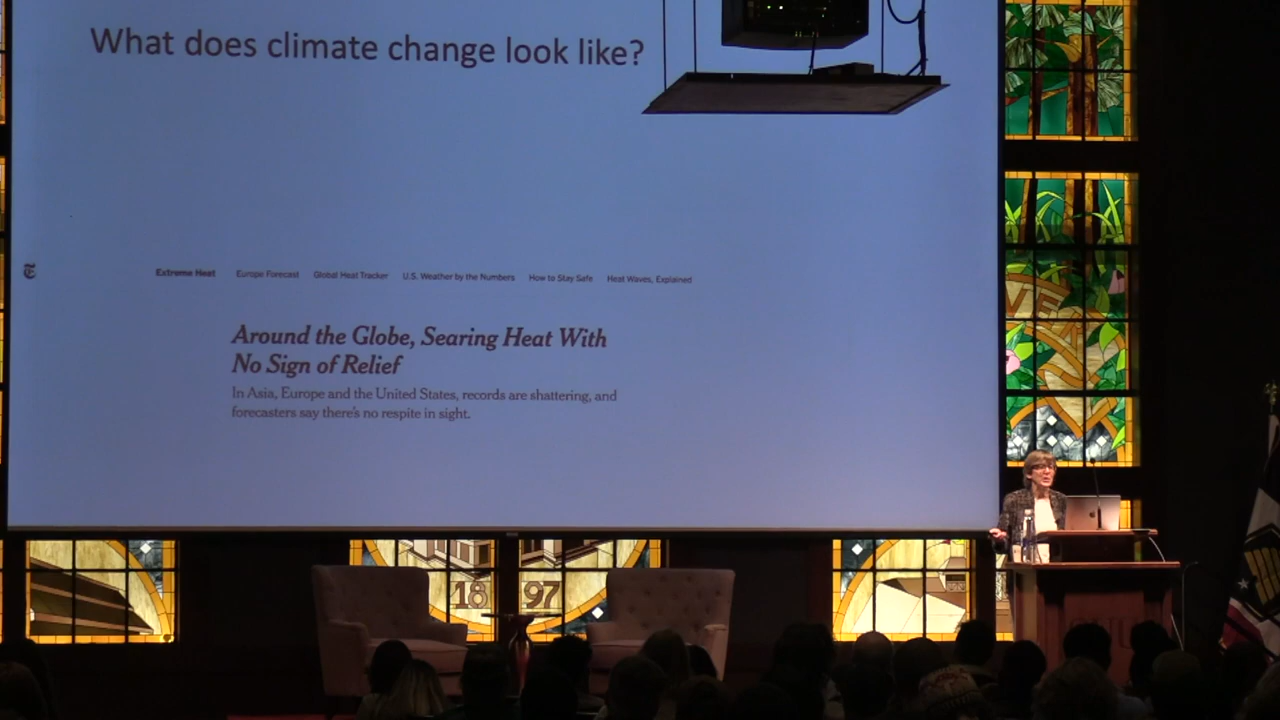 What does climate change look like?
Extreme Heat Europe Forecast Global Heat Tracker U.S. Weather by the Numbers How to Stay Safe Heat Waves, Explained
Around the Globe, Searing Heat With
No Sign of Relief
In Asia, Europe and the United States, records are shattering, and
forecasters say there's no respite in sight.
18 97